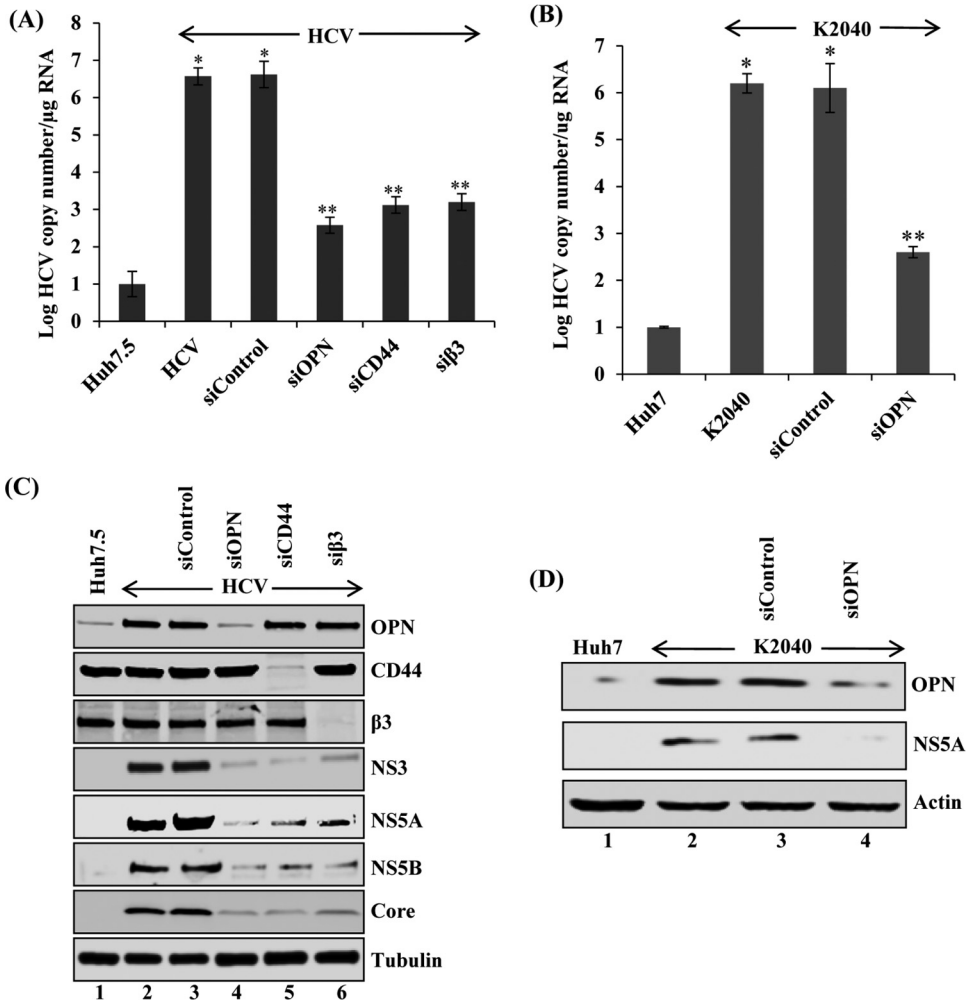 (A)
HCV
Log HCV copy number/µg RNA
8
7
6
5
4
3
2
1
0
*
*
**
**
**
Huh7.5
HCV
siControl
siOPN
siCD44
siβ3
(B)
K2040
Log HCV copy number/ug RNA
7
6
5
4
3
2
1
0
*
*
**
Huh7
K2040
siControl
siOPN
(C)
Huh7.5
siControl
siOPN
siCD44
siβ3
HCV
OPN
CD44
β3
NS3
NS5A
NS5B
Core
Tubulin
1 2 3 4 5 6
(D)
siControl
siOPN
Huh7
K2040
OPN
NS5A
Actin
1 2 3 4